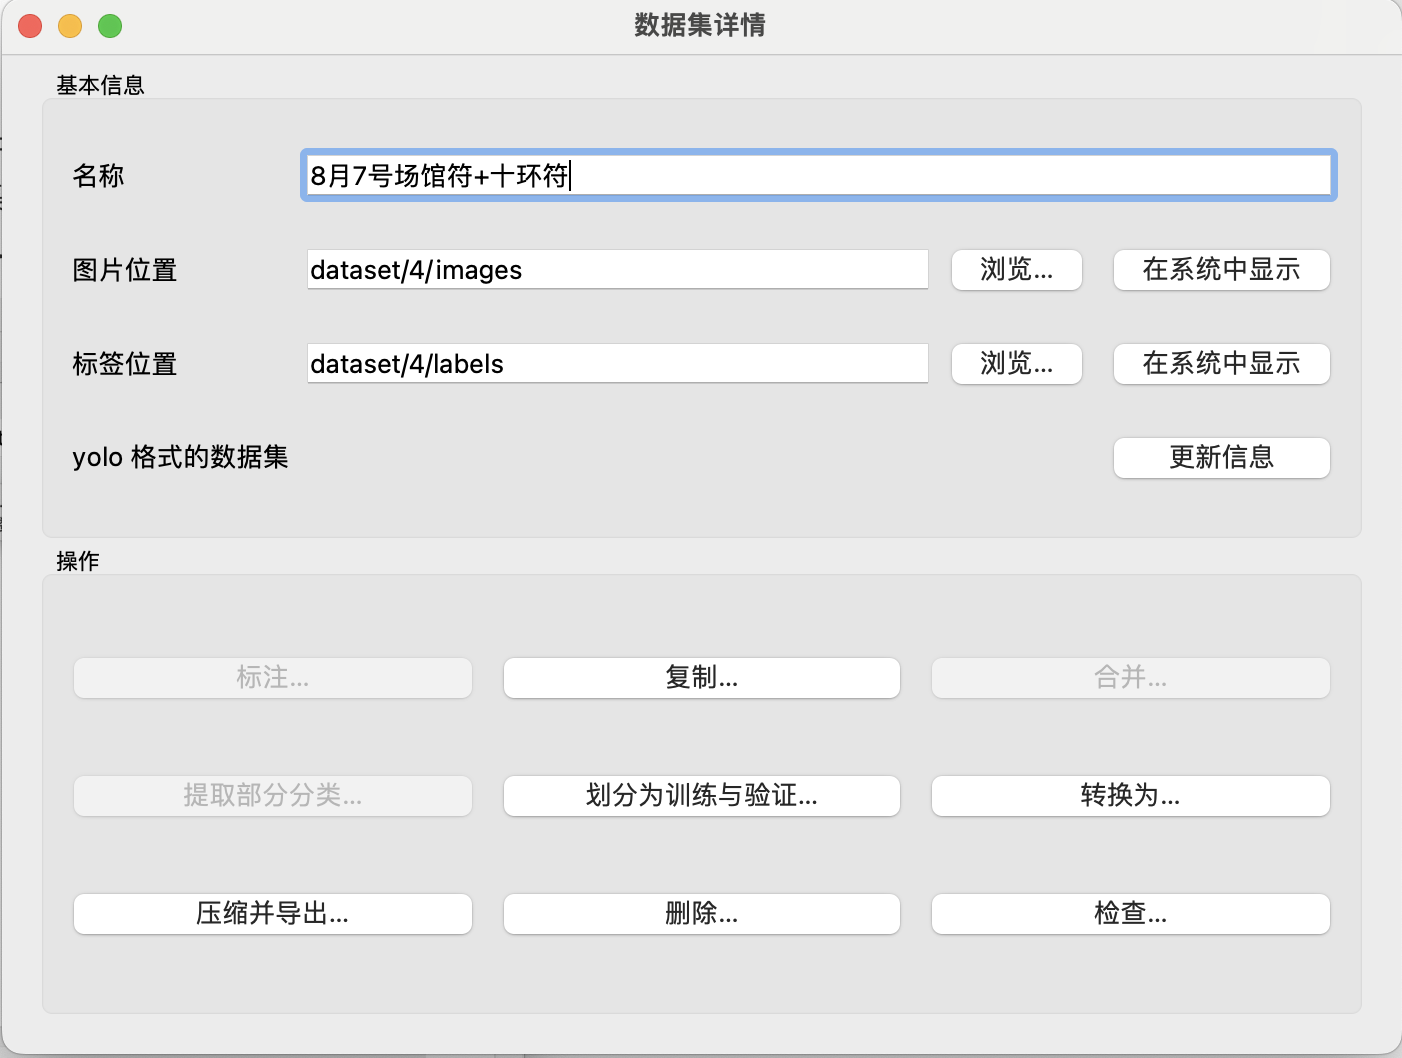 数据集详情
基本信息
名称 8月7号场馆符+十环符
图片位置 dataset/4/images 浏览... 在系统中显示
标签位置 dataset/4/labels 浏览... 在系统中显示
yolo 格式的数据集 更新信息
操作
标注... 复制... 合并...
提取部分分类... 划分为训练与验证... 转换为...
压缩并导出... 删除... 检查...